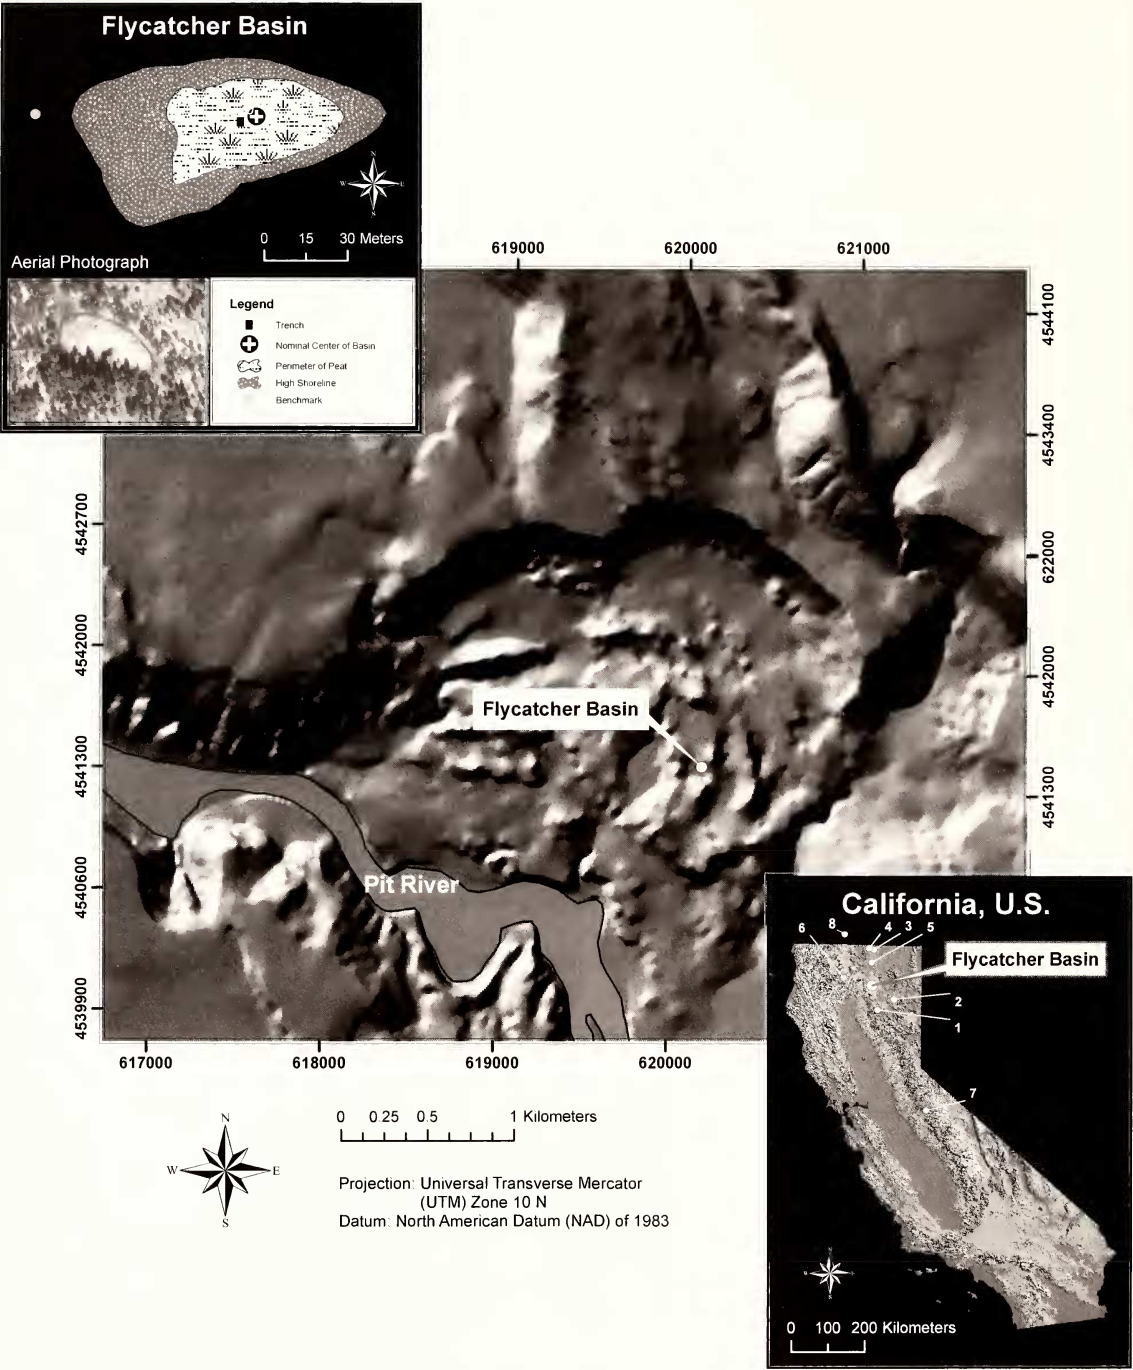 Flycatcher Basin
N
W
E
S
0 15 30 Meters
Aerial Photograph
Legend
Trench
Nominal Center of Basin
Perimeter of Peat
High Shoreline
Benchmark
619000
620000
621000
4544100
4543400
622000
4542000
4541300
4542700
4542000
4541300
4540600
4539900
Flycatcher Basin
Pit River
617000
618000
619000
620000
California, U.S.
8
4
3
5
6
Flycatcher Basin
2
1
7
0 100 200 Kilometers
N
W
E
S
0 0.25 0.5 1 Kilometers
Projection: Universal Transverse Mercator
(UTM) Zone 10 N
Datum: North American Datum (NAD) of 1983